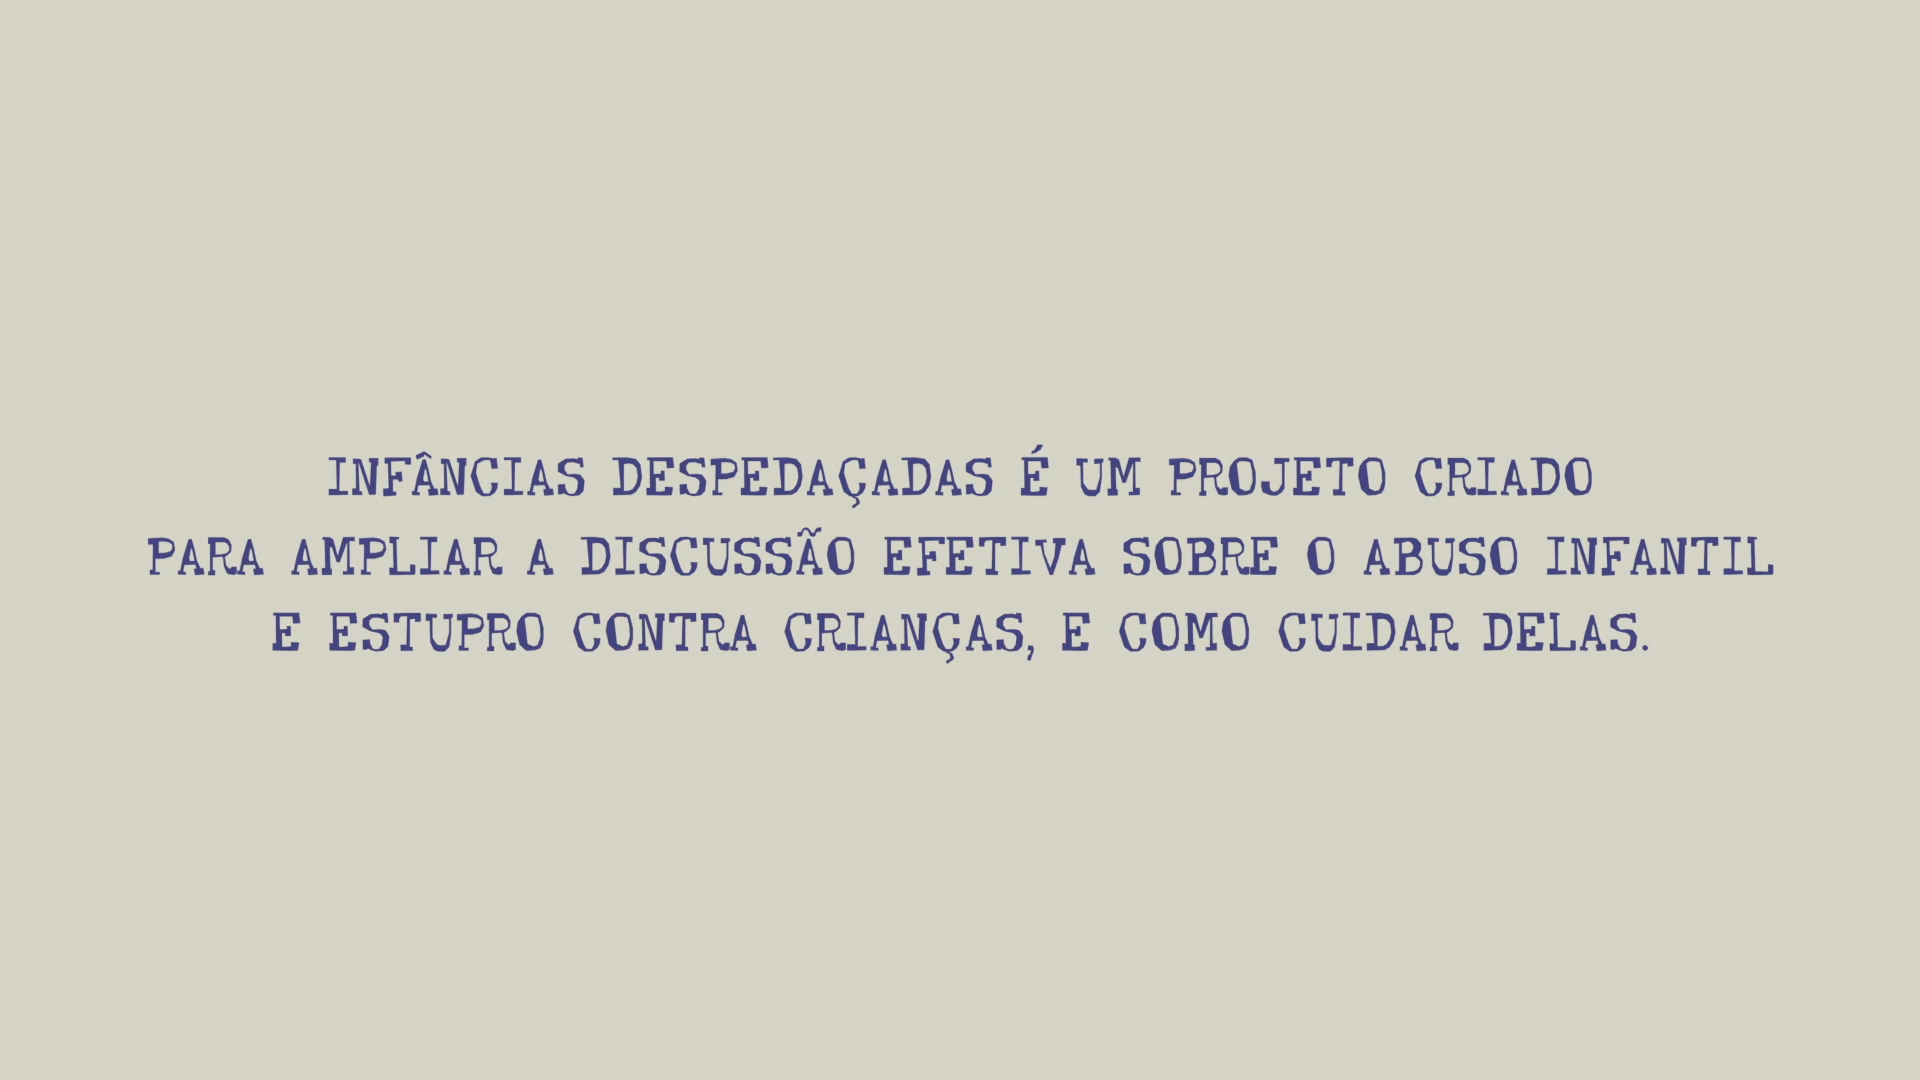 INFÂNCIAS DESPEDAÇADAS É UM PROJETO CRIADO
PARA AMPLIAR A DISCUSSÃO EFETIVA SOBRE O ABUSO INFANTIL
E ESTUPRO CONTRA CRIANÇAS, E COMO CUIDAR DELAS.